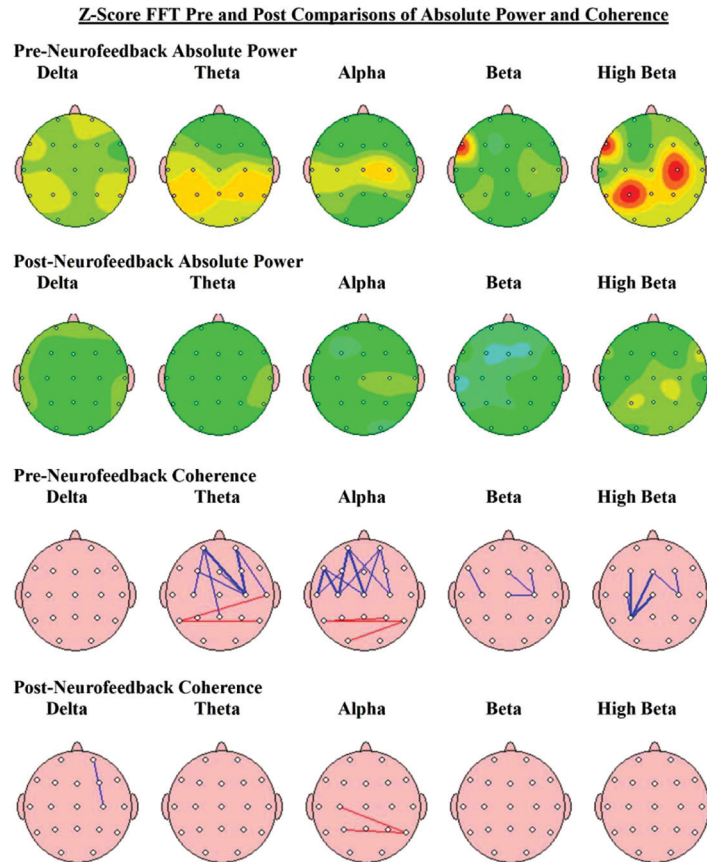 Z-Score FFT Pre and Post Comparisons of Absolute Power and Coherence
Pre-Neurofeedback Absolute Power
Delta Theta Alpha Beta High Beta
Post-Neurofeedback Absolute Power
Delta Theta Alpha Beta High Beta
Pre-Neurofeedback Coherence
Delta Theta Alpha Beta High Beta
Post-Neurofeedback Coherence
Delta Theta Alpha Beta High Beta